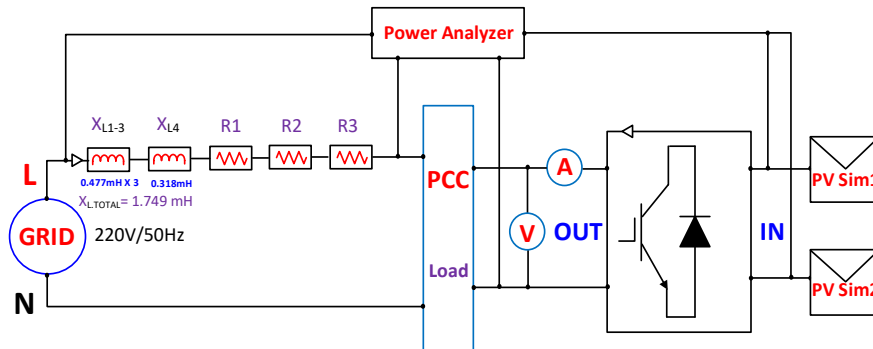 Power Analyzer
XL1-3
XL4
R1
R2
R3
0.477mH X 3
0.318mH
XL.TOTAL= 1.749 mH
L
GRID
220V/50Hz
N
PCC
Load
A
V
OUT
IN
PV Sim1
PV Sim2